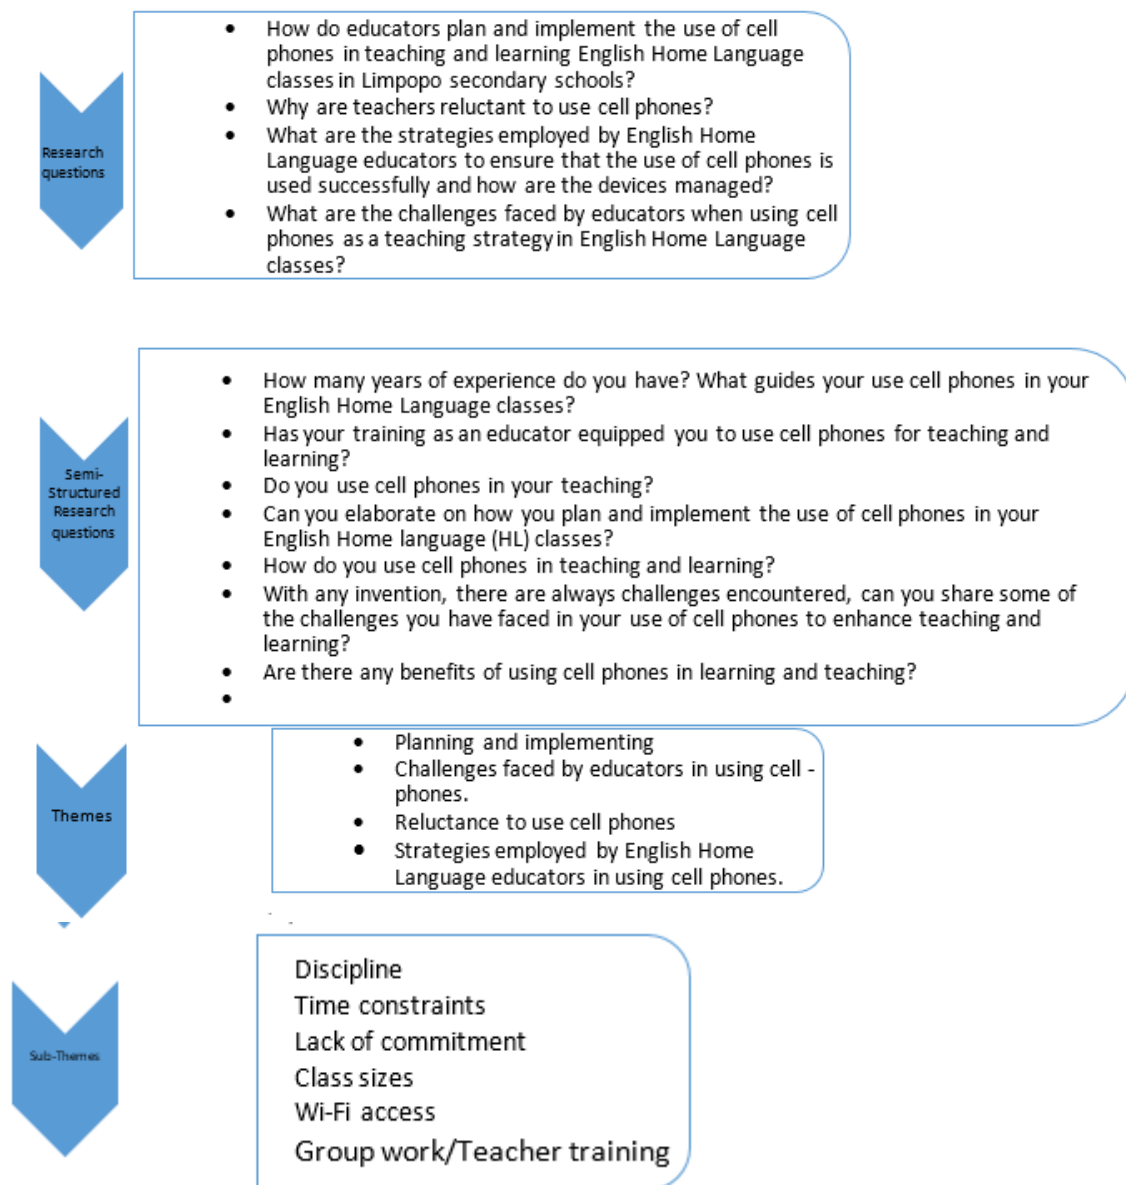 • How do educators plan and implement the use of cell
phones in teaching and learning English Home Language
classes in Limpopo secondary schools?
• Why are teachers reluctant to use cell phones?
• What are the strategies employed by English Home
Language educators to ensure that the use of cell phones is
used successfully and how are the devices managed?
• What are the challenges faced by educators when using cell
phones as a teaching strategy in English Home Language
classes?
Research
questions
• How many years of experience do you have? What guides your use cell phones in your
English Home Language classes?
• Has your training as an educator equipped you to use cell phones for teaching and
learning?
• Do you use cell phones in your teaching?
• Can you elaborate on how you plan and implement the use of cell phones in your
English Home language (HL) classes?
• How do you use cell phones in teaching and learning?
• With any invention, there are always challenges encountered, can you share some of
the challenges you have faced in your use of cell phones to enhance teaching and
learning?
• Are there any benefits of using cell phones in learning and teaching?
•
Semi-
Structured
Research
questions
• Planning and implementing
• Challenges faced by educators in using cell -
phones.
• Reluctance to use cell phones
• Strategies employed by English Home
Language educators in using cell phones.
Themes
Discipline
Time constraints
Lack of commitment
Class sizes
Wi-Fi access
Group work/Teacher training
Sub-Themes